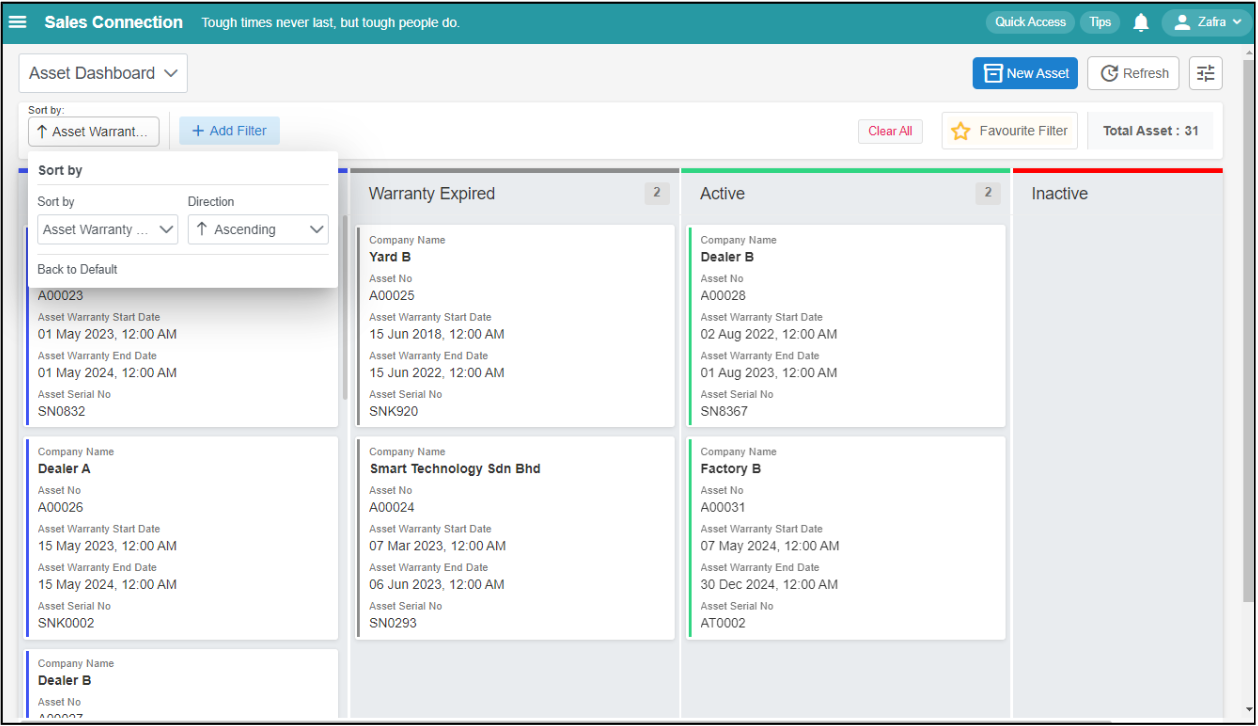 Sales Connection Tough times never last, but tough people do. Quick Access Tips Zafra
Asset Dashboard New Asset Refresh
Sort by:
Asset Warrant... + Add Filter Clear All Favourite Filter Total Asset : 31
Sort by
Sort by Direction
Asset Warranty ... Ascending
Back to Default
A00023
Asset Warranty Start Date
01 May 2023, 12:00 AM
Asset Warranty End Date
01 May 2024, 12:00 AM
Asset Serial No
SN0832
Company Name
Dealer A
Asset No
A00026
Asset Warranty Start Date
15 May 2023, 12:00 AM
Asset Warranty End Date
15 May 2024, 12:00 AM
Asset Serial No
SNK0002
Company Name
Dealer B
Asset No
A00027
Warranty Expired 2
Company Name
Yard B
Asset No
A00025
Asset Warranty Start Date
15 Jun 2018, 12:00 AM
Asset Warranty End Date
15 Jun 2022, 12:00 AM
Asset Serial No
SNK920
Company Name
Smart Technology Sdn Bhd
Asset No
A00024
Asset Warranty Start Date
07 Mar 2023, 12:00 AM
Asset Warranty End Date
06 Jun 2023, 12:00 AM
Asset Serial No
SN0293
Active 2
Company Name
Dealer B
Asset No
A00028
Asset Warranty Start Date
02 Aug 2022, 12:00 AM
Asset Warranty End Date
01 Aug 2023, 12:00 AM
Asset Serial No
SN8367
Company Name
Factory B
Asset No
A00031
Asset Warranty Start Date
07 May 2024, 12:00 AM
Asset Warranty End Date
30 Dec 2024, 12:00 AM
Asset Serial No
AT0002
Inactive